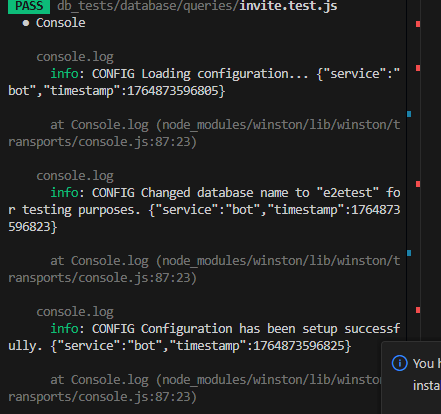 PASS db_tests/database/queries/invite.test.js
● Console
console.log
info: CONFIG Loading configuration... {"service":"
bot","timestamp":1764873596805}
at Console.log (node_modules/winston/lib/winston/t
ransports/console.js:87:23)
console.log
info: CONFIG Changed database name to "e2etest" fo
r testing purposes. {"service":"bot","timestamp":1764873
596823}
at Console.log (node_modules/winston/lib/winston/t
ransports/console.js:87:23)
console.log
info: CONFIG Configuration has been setup successf
ully. {"service":"bot","timestamp":1764873596825}
at Console.log (node_modules/winston/lib/winston
ransports/console.js:87:23)
You h
insta